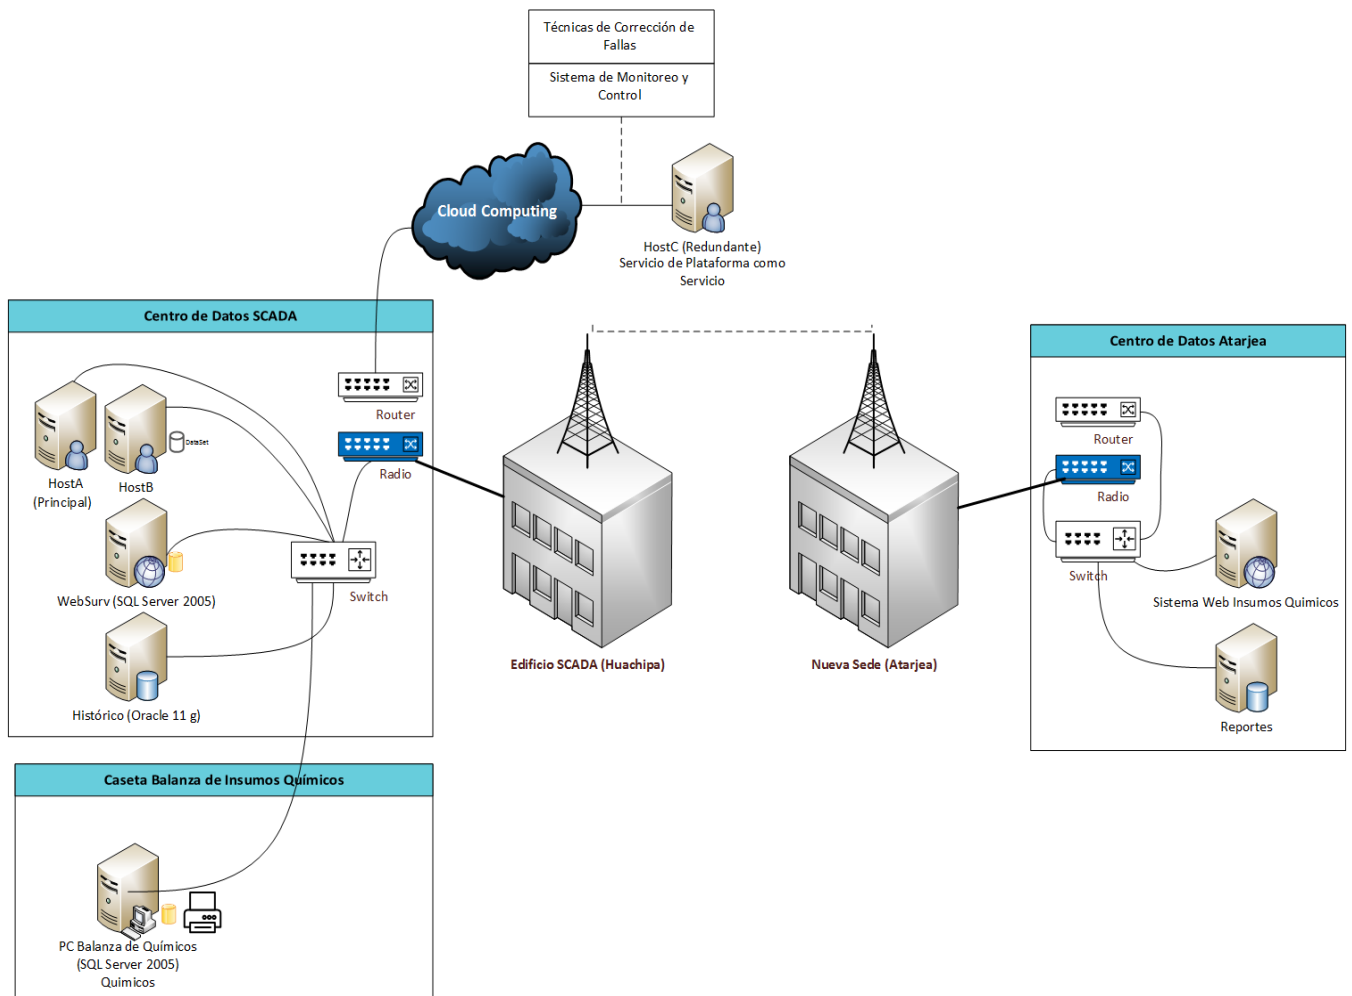 Técnicas de Corrección de
Fallas
Sistema de Monitoreo y
Control
Cloud Computing
HostC (Redundante)
Servicio de Plataforma como
Servicio
Centro de Datos SCADA
Router
Radio
HostA
(Principal)
HostB
DataSet
WebSurv (SQL Server 2005)
Switch
Histórico (Oracle 11 g)
Edificio SCADA (Huachipa)
Nueva Sede (Atarjea)
Centro de Datos Atarjea
Router
Radio
Switch
Sistema Web Insumos Quimicos
Reportes
Caseta Balanza de Insumos Químicos
PC Balanza de Químicos
(SQL Server 2005)
Quimicos